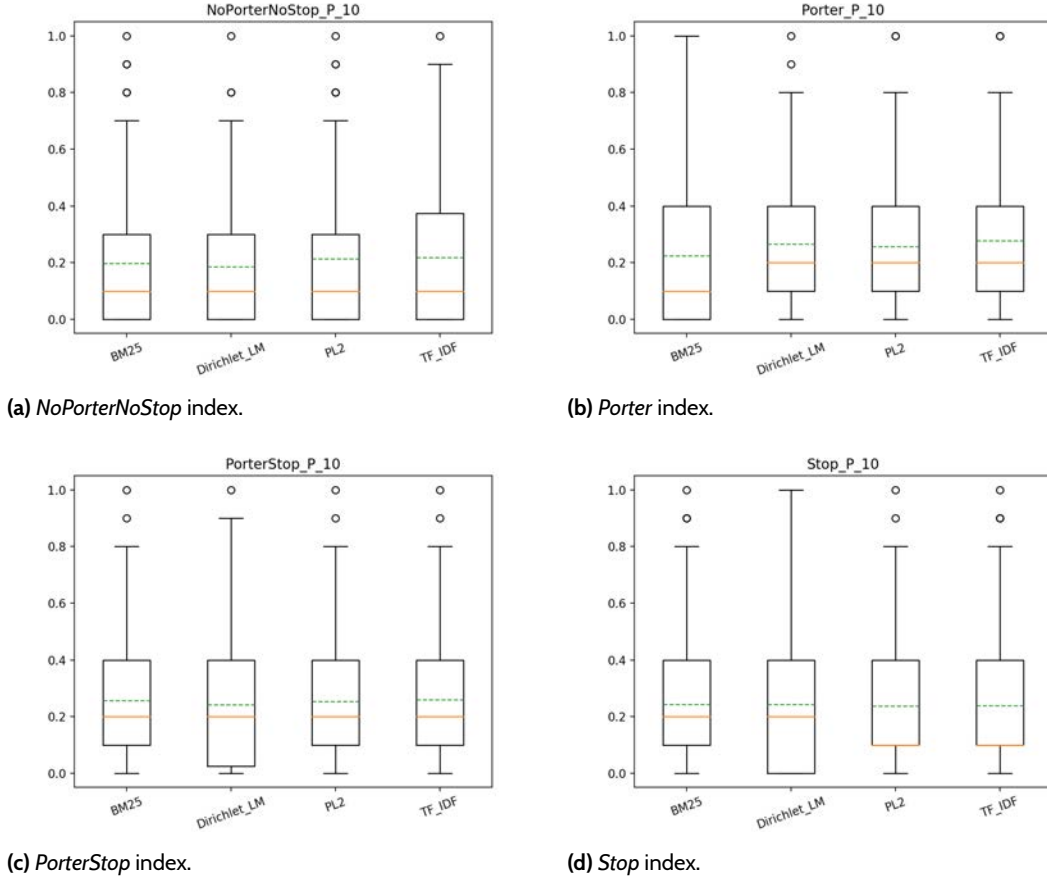 NoPorterNoStop_P_10
1.0
0.8
0.6
0.4
0.2
0.0
BM25
Dirichlet_LM
PL2
TF_IDF
(a) NoPorterNoStop index.
Porter_P_10
1.0
0.8
0.6
0.4
0.2
0.0
BM25
Dirichlet_LM
PL2
TF_IDF
(b) Porter index.
PorterStop_P_10
1.0
0.8
0.6
0.4
0.2
0.0
BM25
Dirichlet_LM
PL2
TF_IDF
(c) PorterStop index.
Stop_P_10
1.0
0.8
0.6
0.4
0.2
0.0
BM25
Dirichlet_LM
PL2
TF_IDF
(d) Stop index.